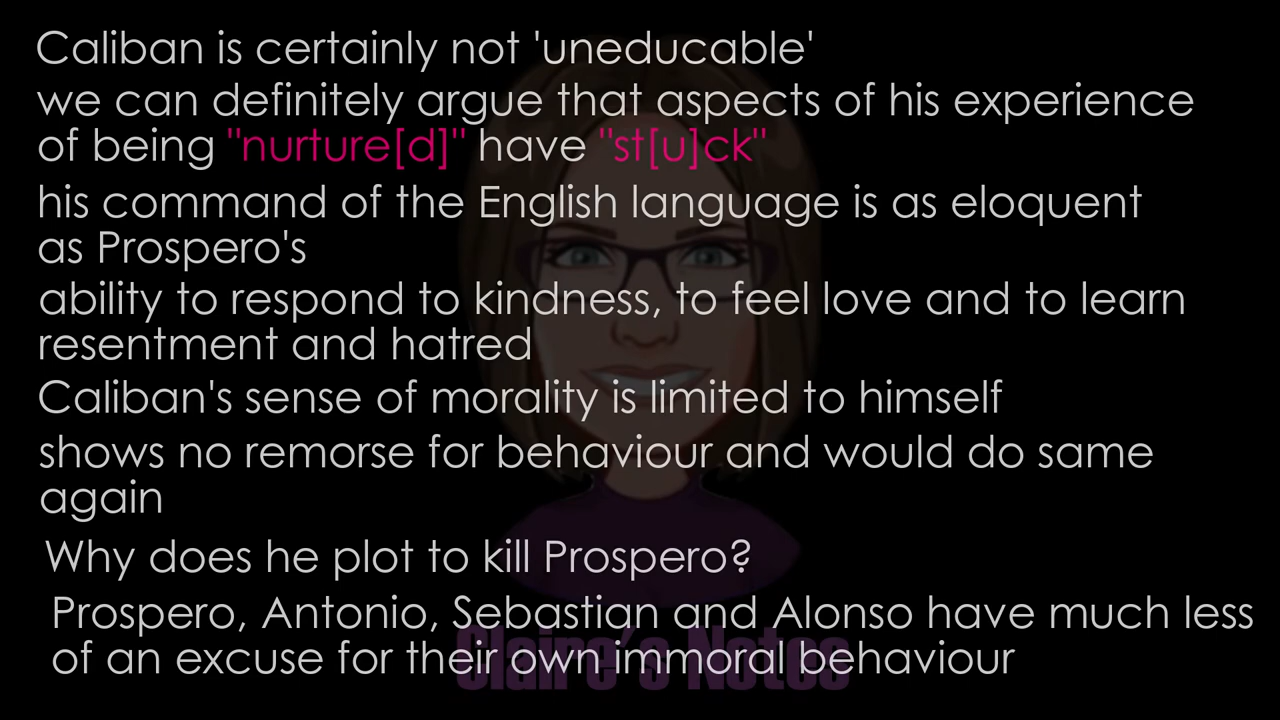 Caliban is certainly not 'uneducable'
we can definitely argue that aspects of his experience
of being "nurture[d]" have "st[u]ck"
his command of the English language is as eloquent
as Prospero's
ability to respond to kindness, to feel love and to learn
resentment and hatred
Caliban's sense of morality is limited to himself
shows no remorse for behaviour and would do same
again
Why does he plot to kill Prospero?
Prospero, Antonio, Sebastian and Alonso have much less
of an excuse for their own immoral behaviour
Claire's Notes